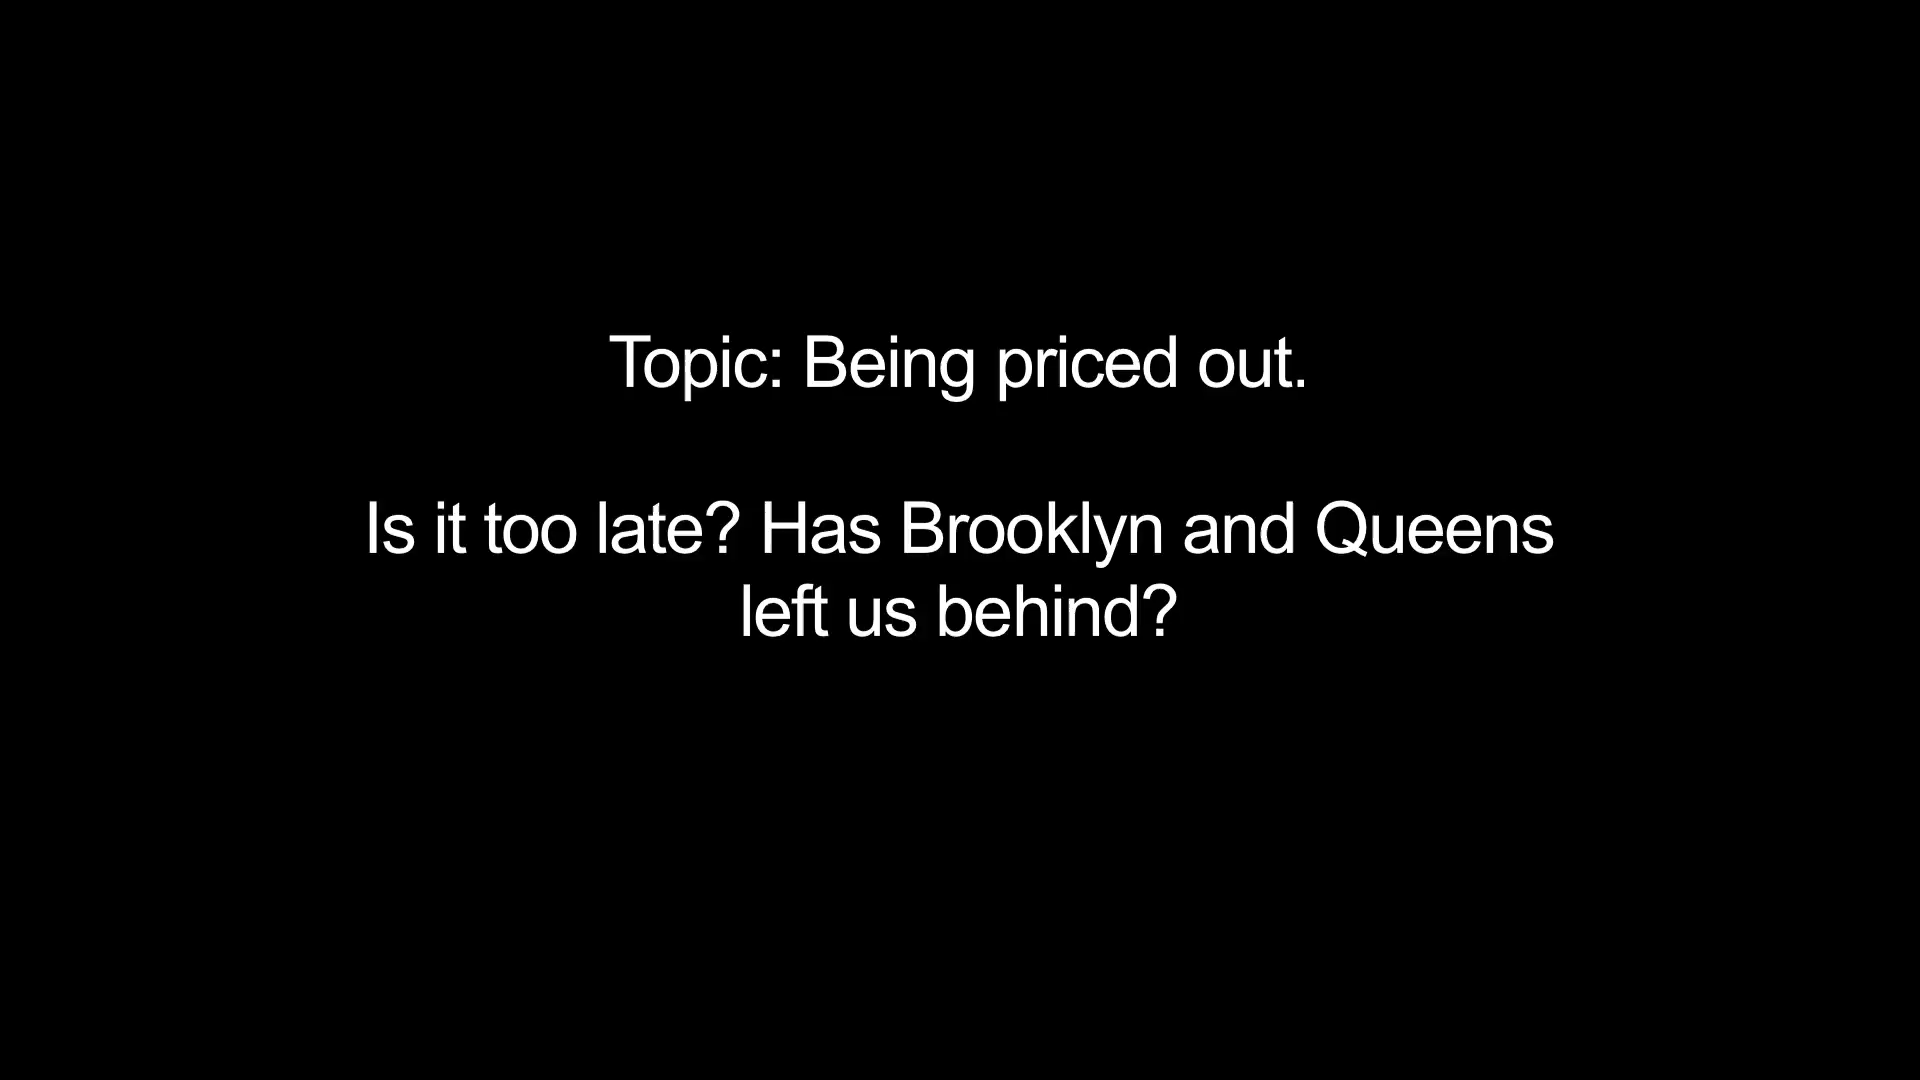 Topic: Being priced out.
Is it too late? Has Brooklyn and Queens
left us behind?